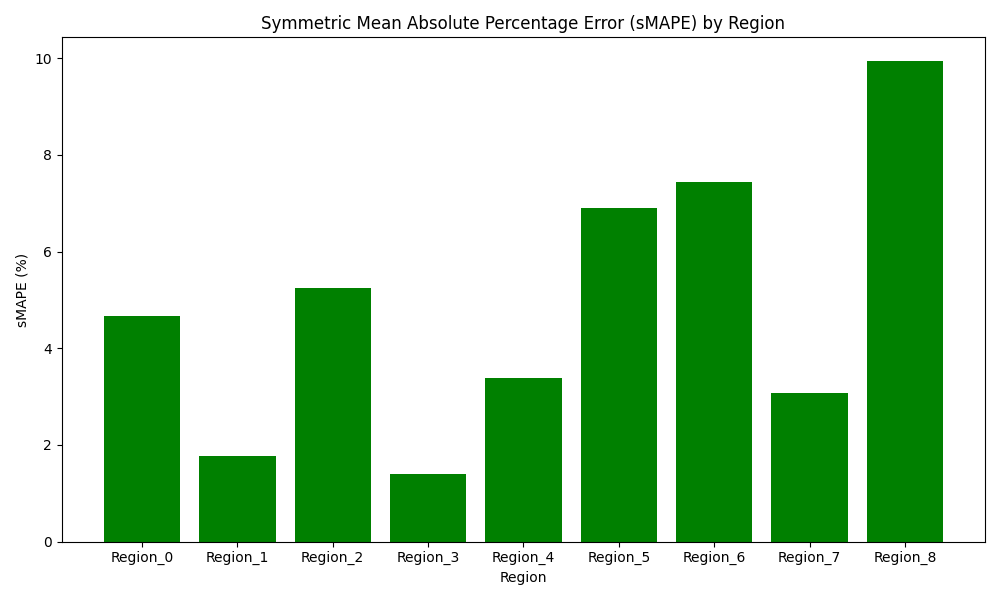 Symmetric Mean Absolute Percentage Error (sMAPE) by Region
sMAPE (%)
10
8
6
4
2
0
Region_0 Region_1 Region_2 Region_3 Region_4 Region_5 Region_6 Region_7 Region_8
Region